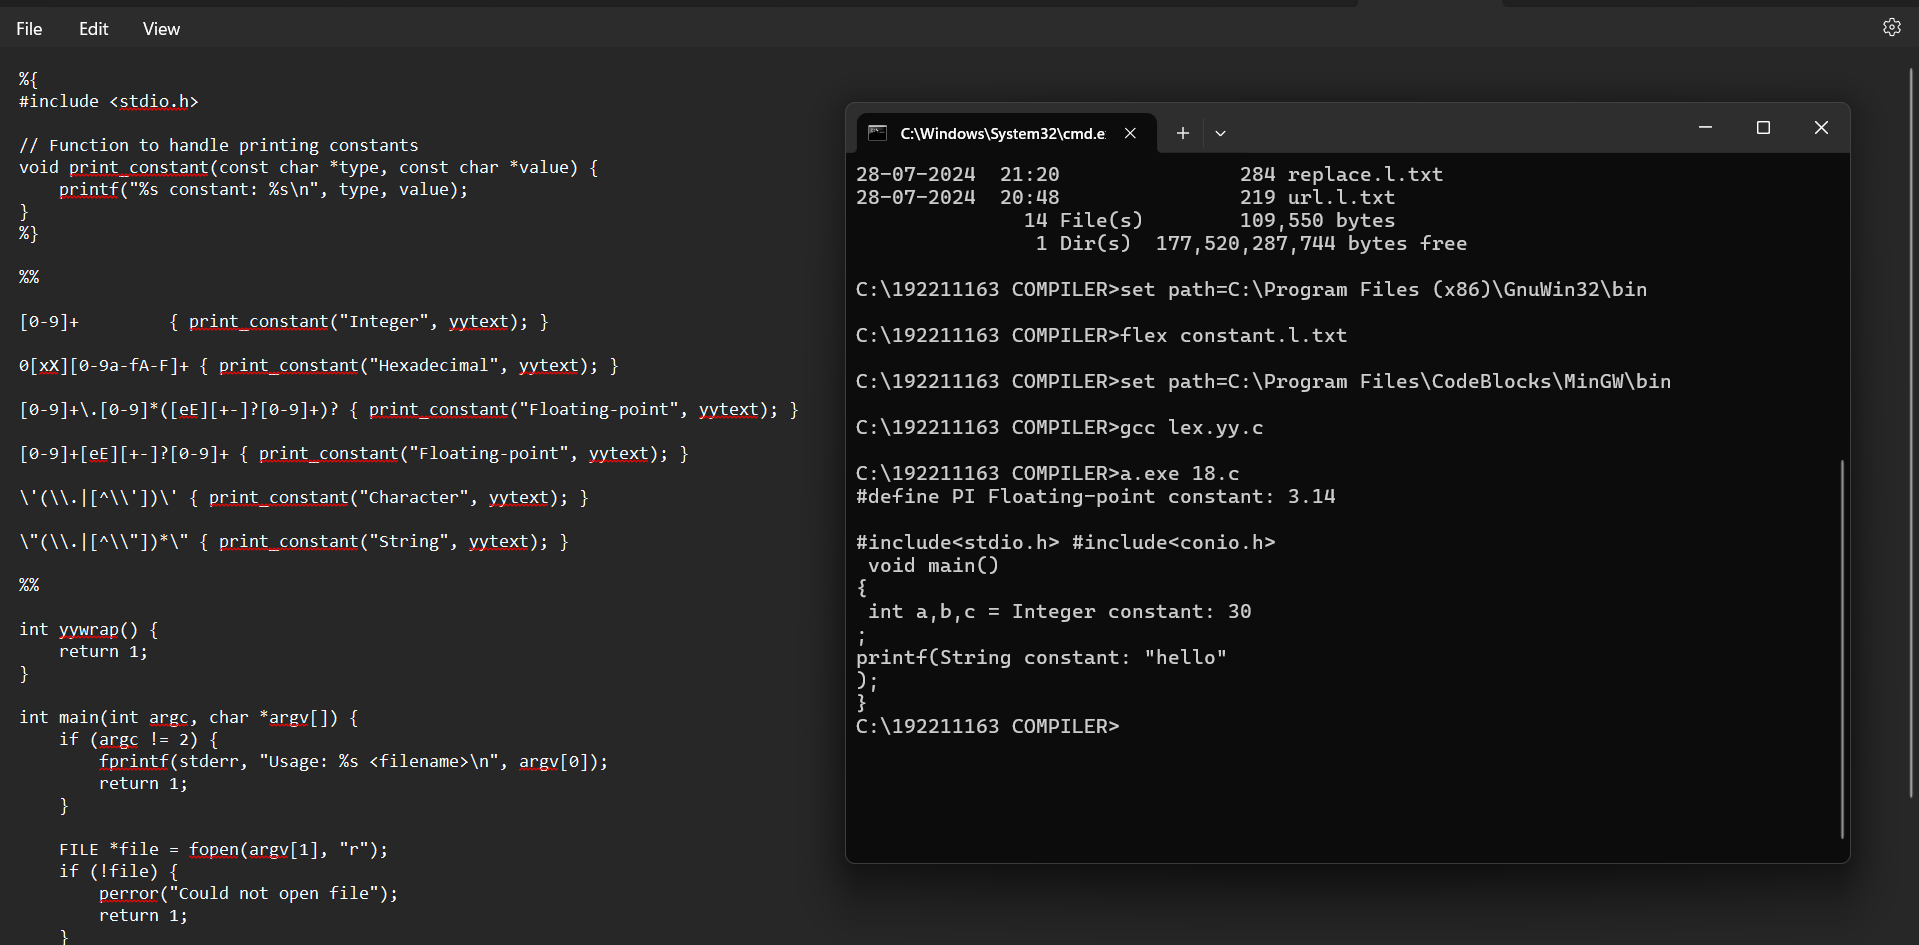 File Edit View
%{
#include <stdio.h>
// Function to handle printing constants
void print_constant(const char *type, const char *value) {
    printf("%s constant: %s\n", type, value);
}
%}
%%
[0-9]+         { print_constant("Integer", yytext); }
0[xX][0-9a-fA-F]+ { print_constant("Hexadecimal", yytext); }
[0-9]+\.[0-9]*([eE][+-]?[0-9]+)? { print_constant("Floating-point", yytext); }
[0-9]+[eE][+-]?[0-9]+ { print_constant("Floating-point", yytext); }
\'(\\.|[^\\'])\' { print_constant("Character", yytext); }
\"(\\.|[^\\"])*\" { print_constant("String", yytext); }
%%
int yywrap() {
    return 1;
}
int main(int argc, char *argv[]) {
    if (argc != 2) {
        fprintf(stderr, "Usage: %s <filename>\n", argv[0]);
        return 1;
    }
    FILE *file = fopen(argv[1], "r");
    if (!file) {
        perror("Could not open file");
        return 1;
    }
C:\Windows\System32\cmd.e
28-07-2024  21:20               284 replace.l.txt
28-07-2024  20:48               219 url.l.txt
              14 File(s)        109,550 bytes
               1 Dir(s)  177,520,287,744 bytes free
C:\192211163 COMPILER>set path=C:\Program Files (x86)\GnuWin32\bin
C:\192211163 COMPILER>flex constant.l.txt
C:\192211163 COMPILER>set path=C:\Program Files\CodeBlocks\MinGW\bin
C:\192211163 COMPILER>gcc lex.yy.c
C:\192211163 COMPILER>a.exe 18.c
#define PI Floating-point constant: 3.14
#include<stdio.h> #include<conio.h>
 void main()
{
 int a,b,c = Integer constant: 30
;
printf(String constant: "hello"
);
}
C:\192211163 COMPILER>